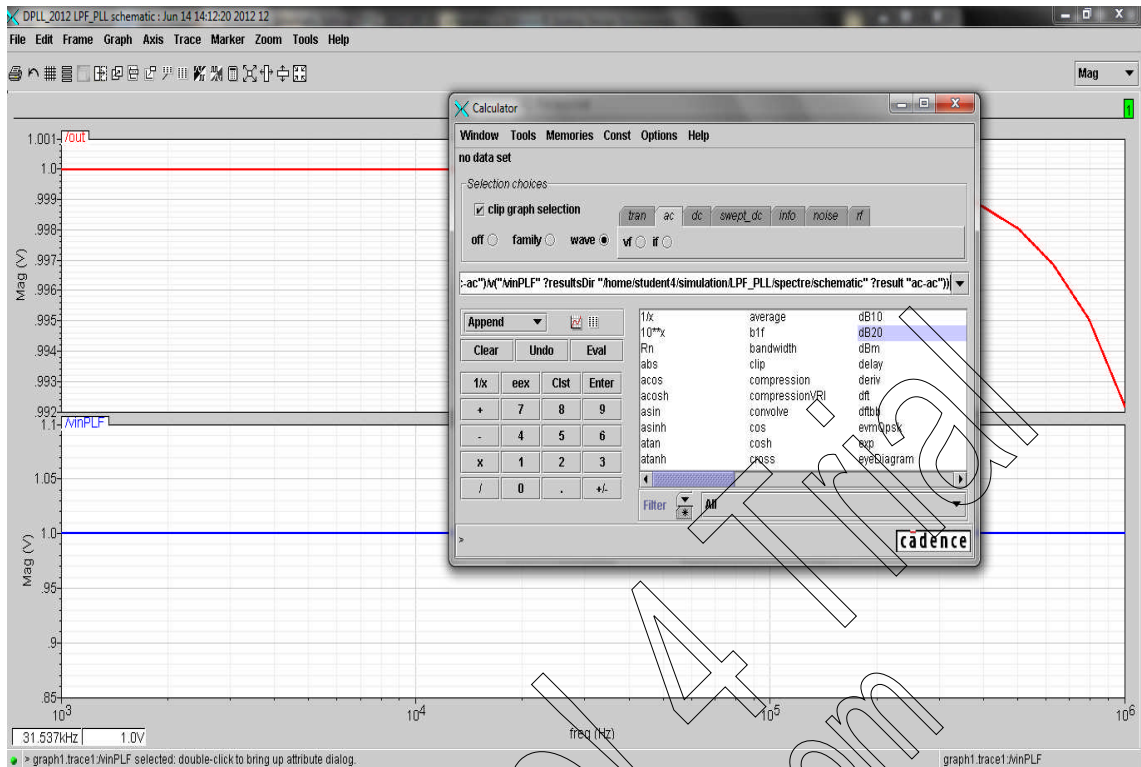 DPLL_2012 LPF_PLL schematic : Jun 14 14:12:20 2012 12
File Edit Frame Graph Axis Trace Marker Zoom Tools Help
Mag
1
/out
1.001
1.0
.999
.998
.997
.996
.995
.994
.993
.992
Mag (V)
/vinPLF
1.1
1.05
1.0
.95
.9
.85
Mag (V)
10³ 10⁴ 10⁵ 10⁶
freq (Hz)
31.537kHz 1.0V
> graph1.trace1:/vinPLF selected: double-click to bring up attribute dialog.
graph1.trace1:/vinPLF
Calculator
Window Tools Memories Const Options Help
no data set
Selection choices
clip graph selection
tran ac dc swept_dc info noise rf
off family wave vf if
:-ac")/v("/vinPLF" ?resultsDir "/home/student4/simulation/LPF_PLL/spectre/schematic" ?result "ac-ac"))
Append
Clear Undo Eval
1/x eex Clst Enter
+ 7 8 9
- 4 5 6
x 1 2 3
/ 0 . +/-
1/x average dB10
10**x b1f dB20
Rn bandwidth dBm
abs clip delay
acos compression deriv
acosh compressionVRI dft
asin convolve dftbb
asinh cos evmQpsk
atan cosh exp
atanh cross eyeDiagram
Filter All
>
cādence
4 Trial
om